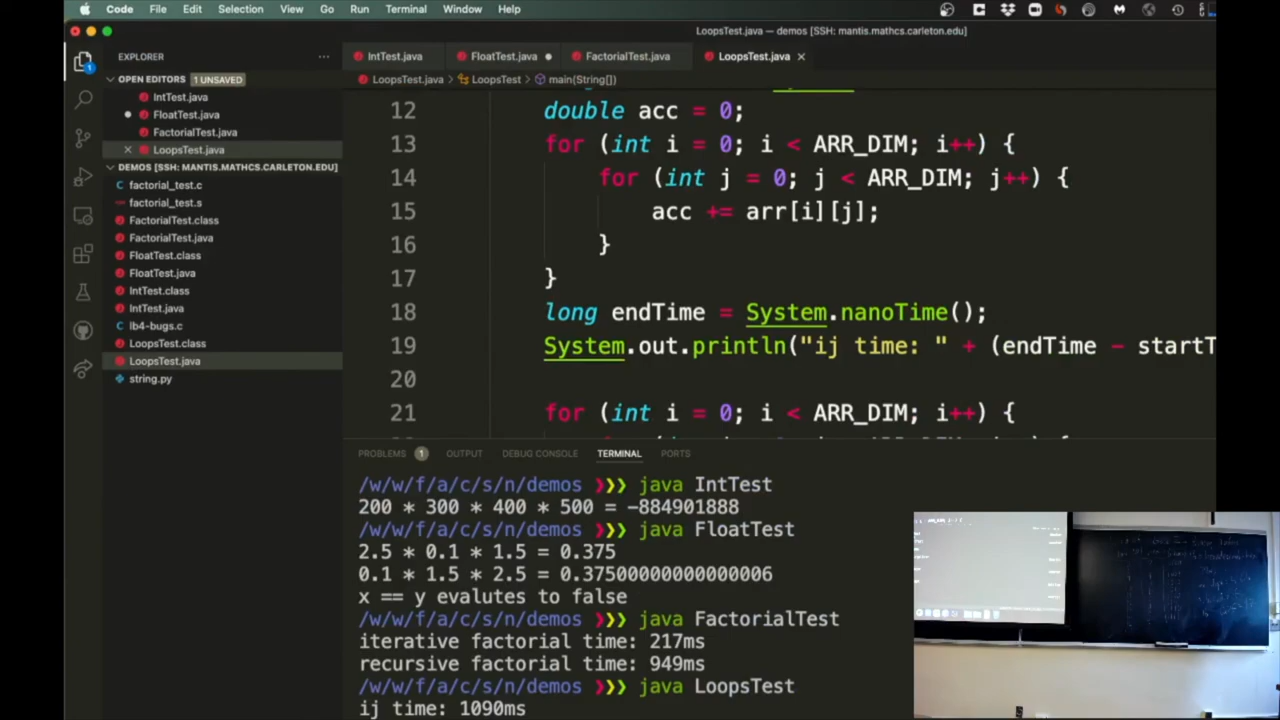 Code File Edit Selection View Go Run Terminal Window Help
LoopsTest.java — demos [SSH: mantis.mathcs.carleton.edu]
EXPLORER
IntTest.java FloatTest.java FactorialTest.java LoopsTest.java
OPEN EDITORS 1 UNSAVED
LoopsTest.java > LoopsTest > main(String[])
IntTest.java
FloatTest.java
FactorialTest.java
LoopsTest.java
DEMOS [SSH: MANTIS.MATHCS.CARLETON.EDU]
factorial_test.c
factorial_test.s
FactorialTest.class
FactorialTest.java
FloatTest.class
FloatTest.java
IntTest.class
IntTest.java
lb4-bugs.c
LoopsTest.class
LoopsTest.java
string.py
12 double acc = 0;
13 for (int i = 0; i < ARR_DIM; i++) {
14 for (int j = 0; j < ARR_DIM; j++) {
15 acc += arr[i][j];
16 }
17 }
18 long endTime = System.nanoTime();
19 System.out.println("ij time: " + (endTime - startT
20
21 for (int i = 0; i < ARR_DIM; i++) {
PROBLEMS 1 OUTPUT DEBUG CONSOLE TERMINAL PORTS
/w/w/f/a/c/s/n/demos ❯❯❯ java IntTest
200 * 300 * 400 * 500 = -884901888
/w/w/f/a/c/s/n/demos ❯❯❯ java FloatTest
2.5 * 0.1 * 1.5 = 0.375
0.1 * 1.5 * 2.5 = 0.37500000000000006
x == y evalutes to false
/w/w/f/a/c/s/n/demos ❯❯❯ java FactorialTest
iterative factorial time: 217ms
recursive factorial time: 949ms
/w/w/f/a/c/s/n/demos ❯❯❯ java LoopsTest
ij time: 1090ms